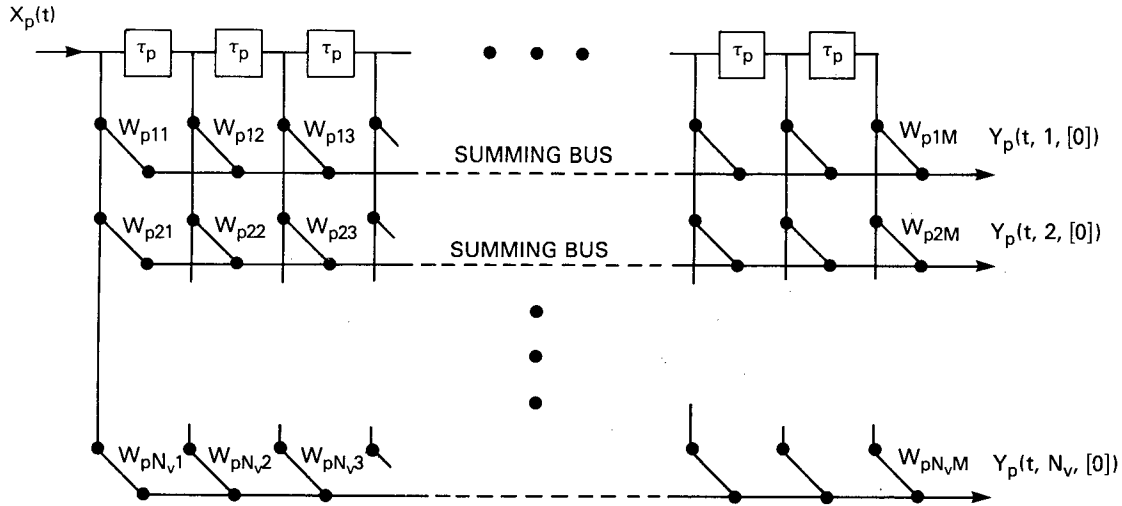 X_p(t)
τ_p τ_p τ_p τ_p τ_p
W_p11 W_p12 W_p13 W_p1M Y_p(t, 1, [0])
SUMMING BUS
W_p21 W_p22 W_p23 W_p2M Y_p(t, 2, [0])
SUMMING BUS
W_pN_v1 W_pN_v2 W_pN_v3 W_pN_vM Y_p(t, N_v, [0])